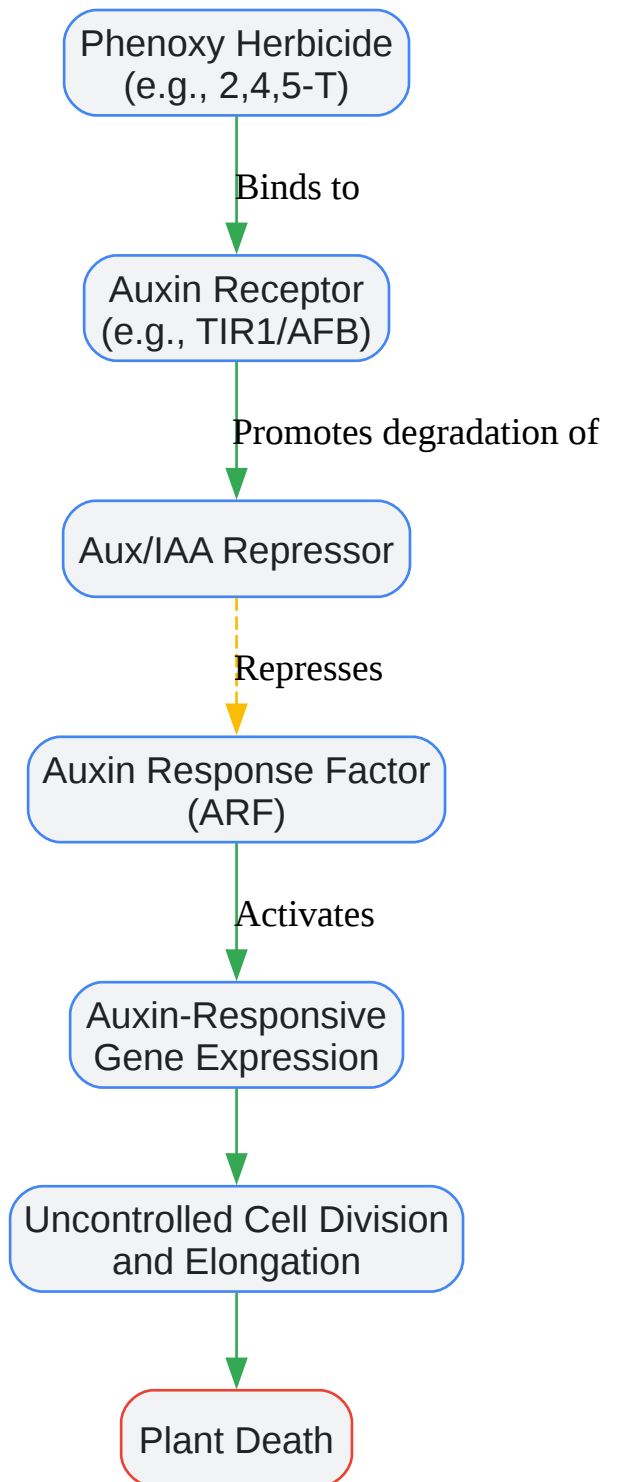 Phenoxy Herbicide
(e.g., 2,4,5-T)
Binds to
Auxin Receptor
(e.g., TIR1/AFB)
Promotes degradation of
Aux/IAA Repressor
Represses
Auxin Response Factor
(ARF)
Activates
Auxin-Responsive
Gene Expression
Uncontrolled Cell Division
and Elongation
Plant Death